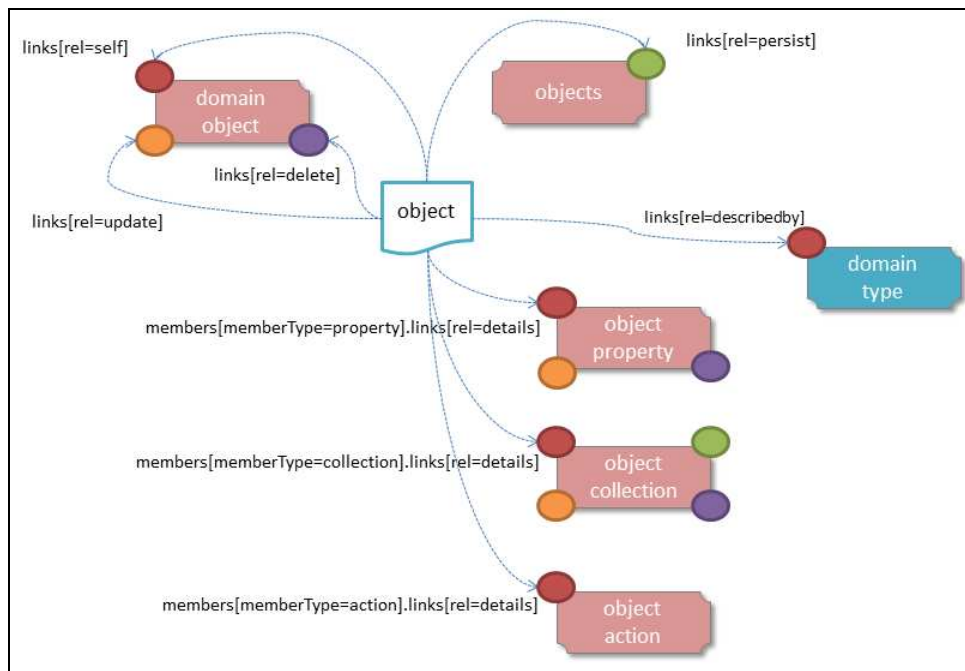 links[rel=self]
links[rel=persist]
domain
object
objects
links[rel=delete]
links[rel=update]
object
links[rel=describedby]
domain
type
members[memberType=property].links[rel=details]
object
property
members[memberType=collection].links[rel=details]
object
collection
members[memberType=action].links[rel=details]
object
action